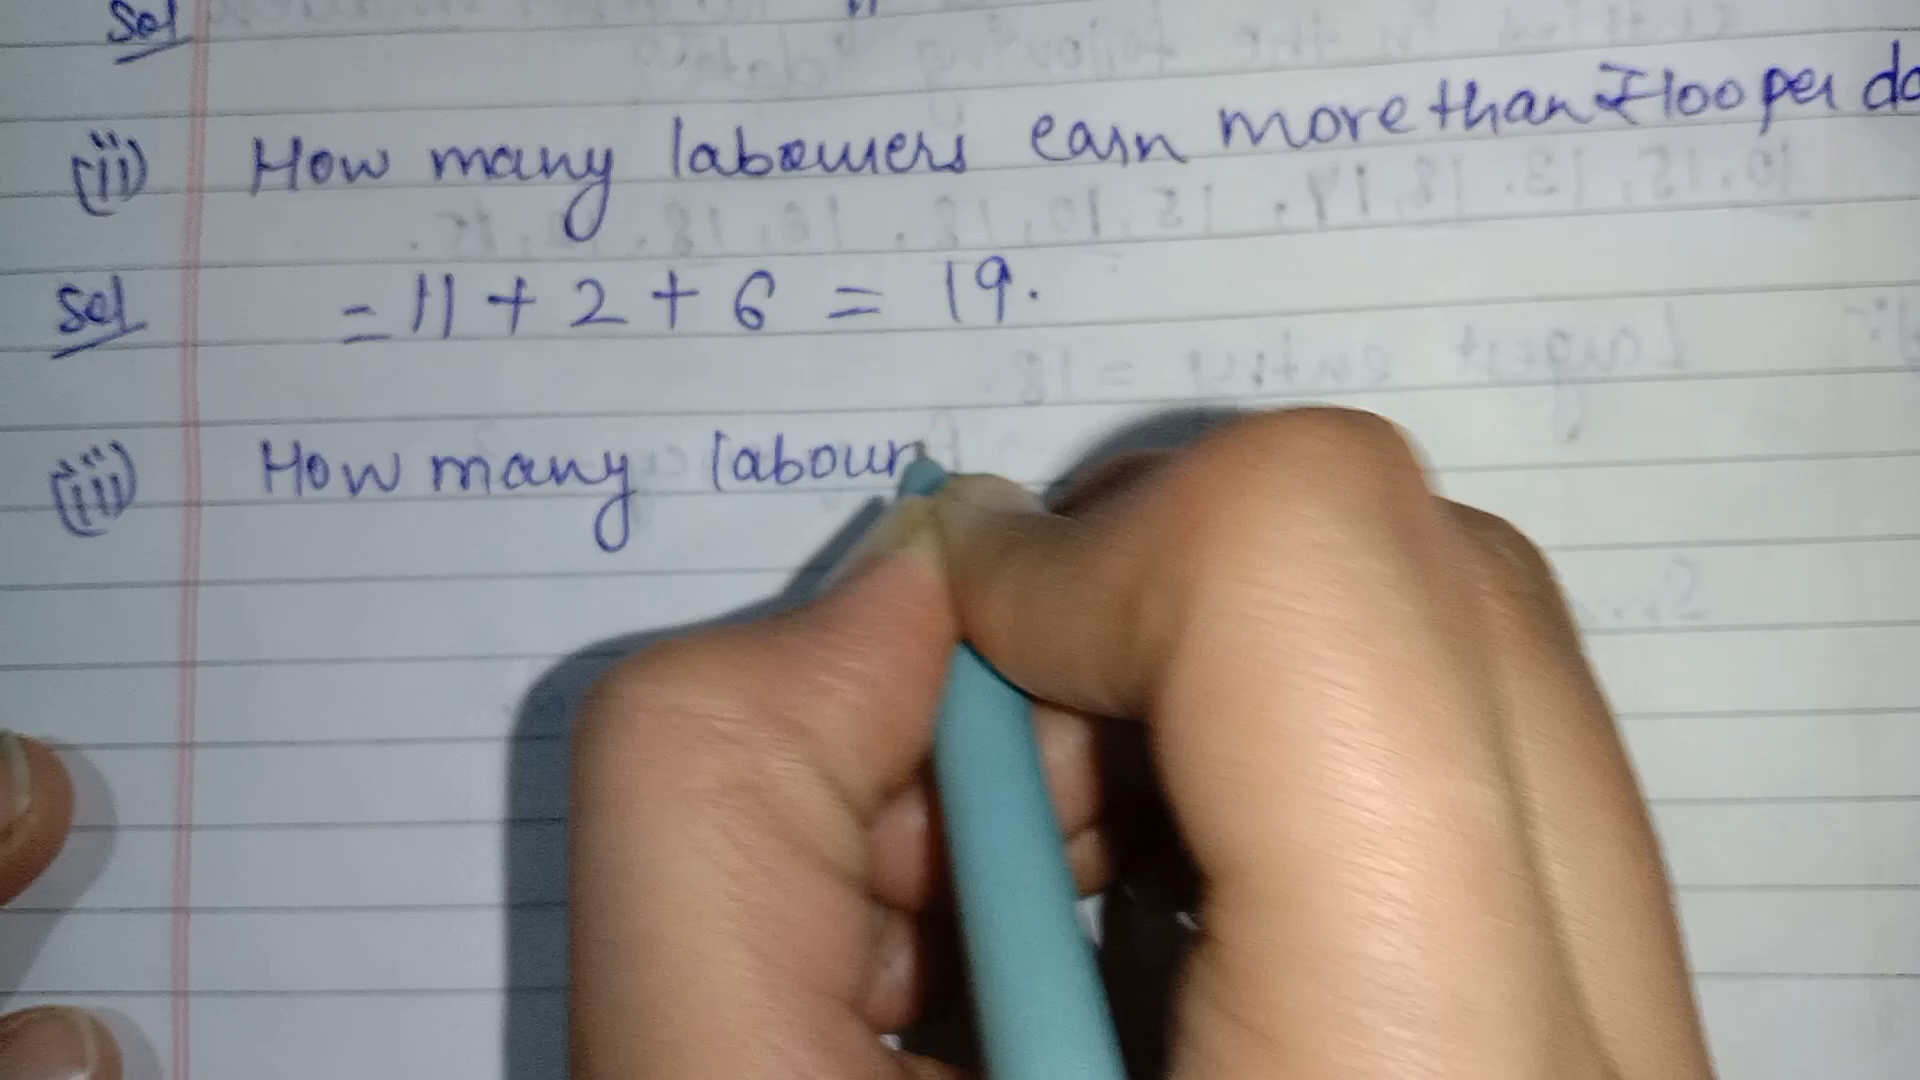 Sol
(ii) How many labourers earn more than ₹100 per da
Sol = 11 + 2 + 6 = 19.
(iii) How many labour